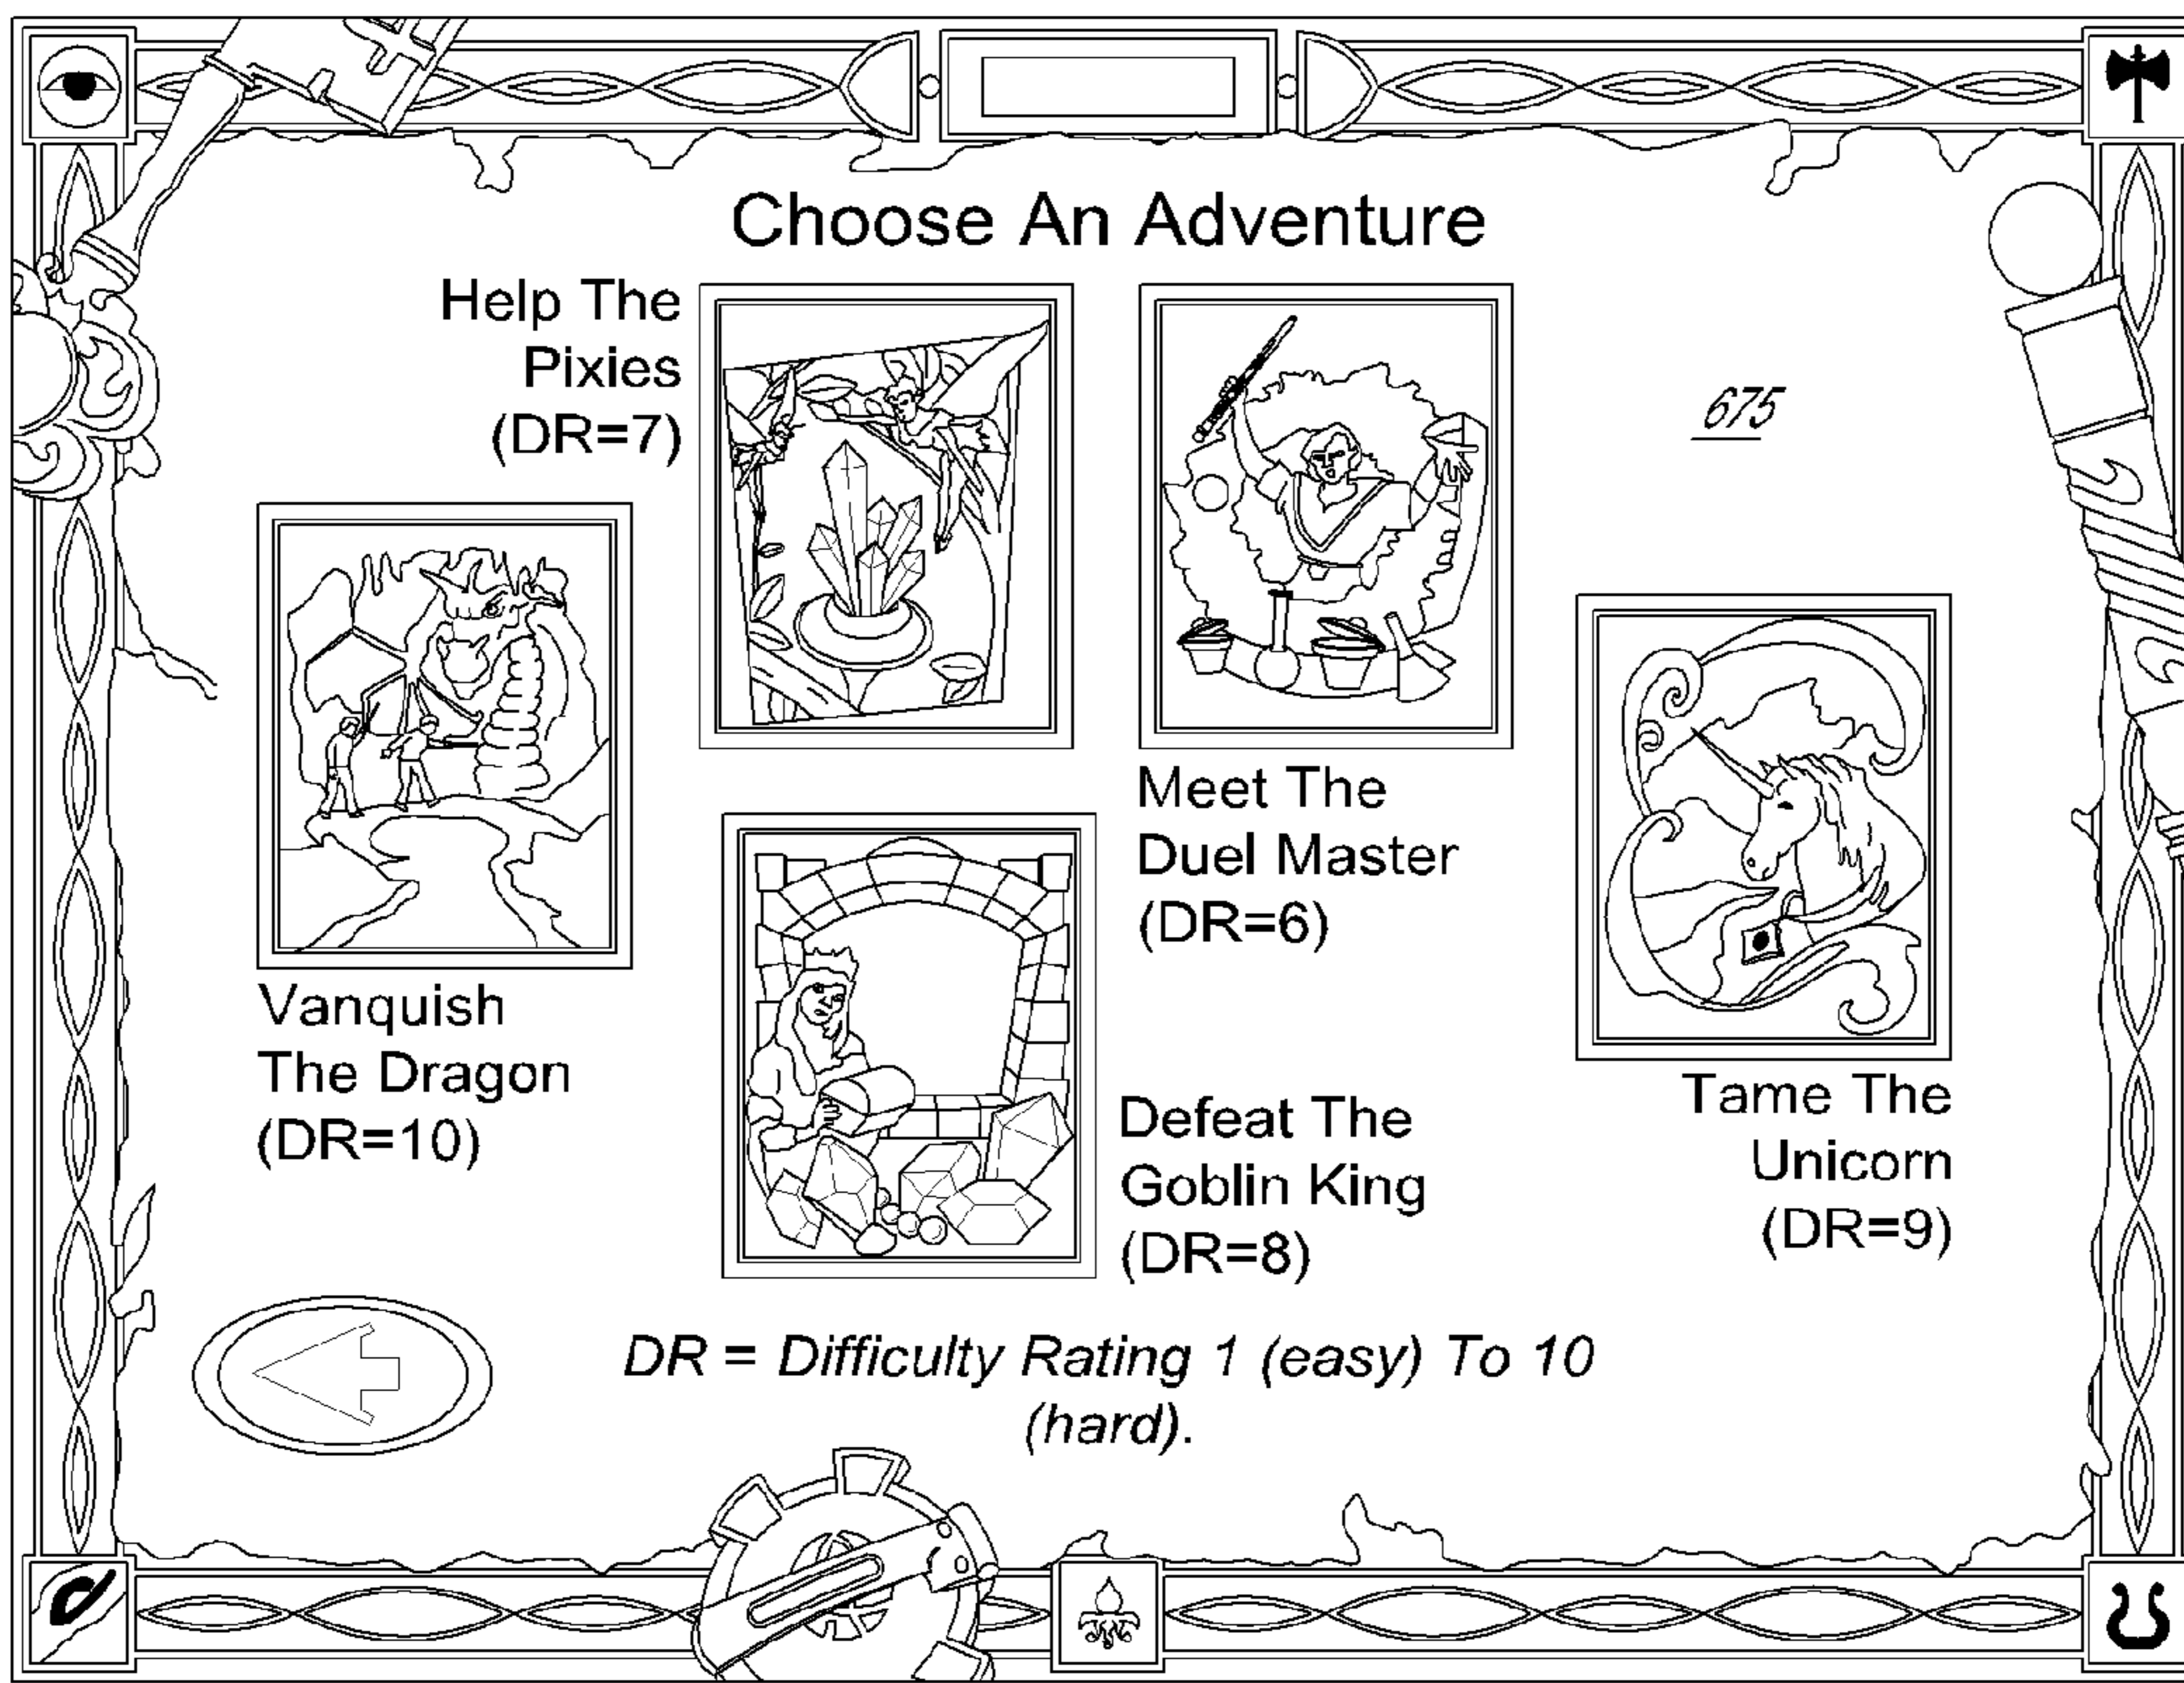 Choose An Adventure
Help The
Pixies
(DR=7)
675
Meet The
Duel Master
(DR=6)
Vanquish
The Dragon
(DR=10)
Defeat The
Goblin King
(DR=8)
Tame The
Unicorn
(DR=9)
DR = Difficulty Rating 1 (easy) To 10
(hard).